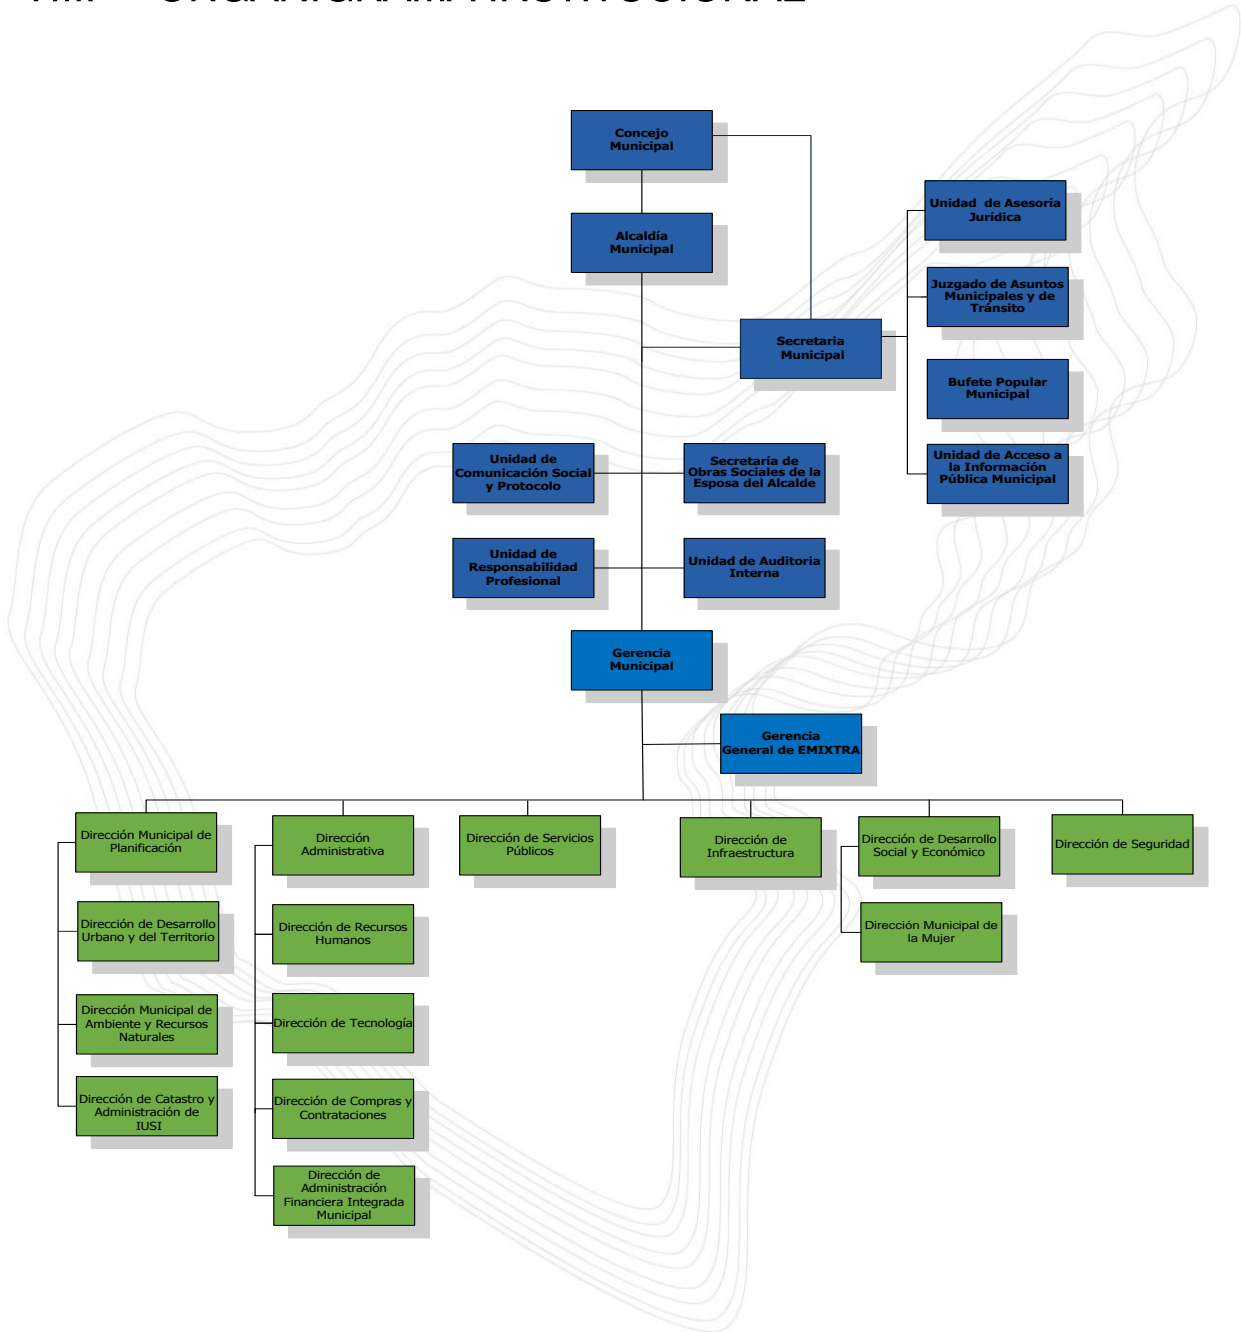 ORGANIGRAMA INSTITUCIONAL
Concejo
Municipal
Alcaldía
Municipal
Unidad de Asesoría
Jurídica
Juzgado de Asuntos
Municipales y de
Tránsito
Secretaria
Municipal
Bufete Popular
Municipal
Unidad de Acceso a
la Información
Pública Municipal
Unidad de
Comunicación Social
y Protocolo
Secretaría de
Obras Sociales de la
Esposa del Alcalde
Unidad de
Responsabilidad
Profesional
Unidad de Auditoria
Interna
Gerencia
Municipal
Gerencia
General de EMIXTRA
Dirección Municipal de
Planificación
Dirección
Administrativa
Dirección de Servicios
Públicos
Dirección de
Infraestructura
Dirección de Desarrollo
Social y Económico
Dirección de Seguridad
Dirección de Desarrollo
Urbano y del Territorio
Dirección de Recursos
Humanos
Dirección Municipal de
la Mujer
Dirección Municipal de
Ambiente y Recursos
Naturales
Dirección de Tecnología
Dirección de Catastro y
Administración de
IUSI
Dirección de Compras y
Contrataciones
Dirección de
Administración
Financiera Integrada
Municipal